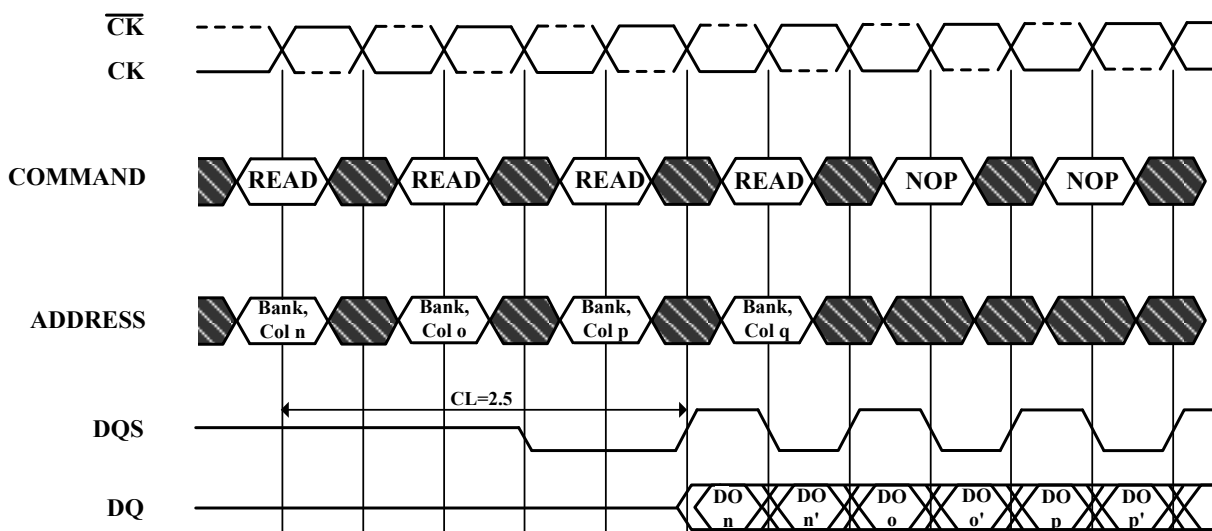 CK
CK
COMMAND
READ
READ
READ
READ
NOP
NOP
ADDRESS
Bank,
Col n
Bank,
Col o
Bank,
Col p
Bank,
Col q
CL=2.5
DQS
DQ
DO
n
DO
n'
DO
o
DO
o'
DO
p
DO
p'